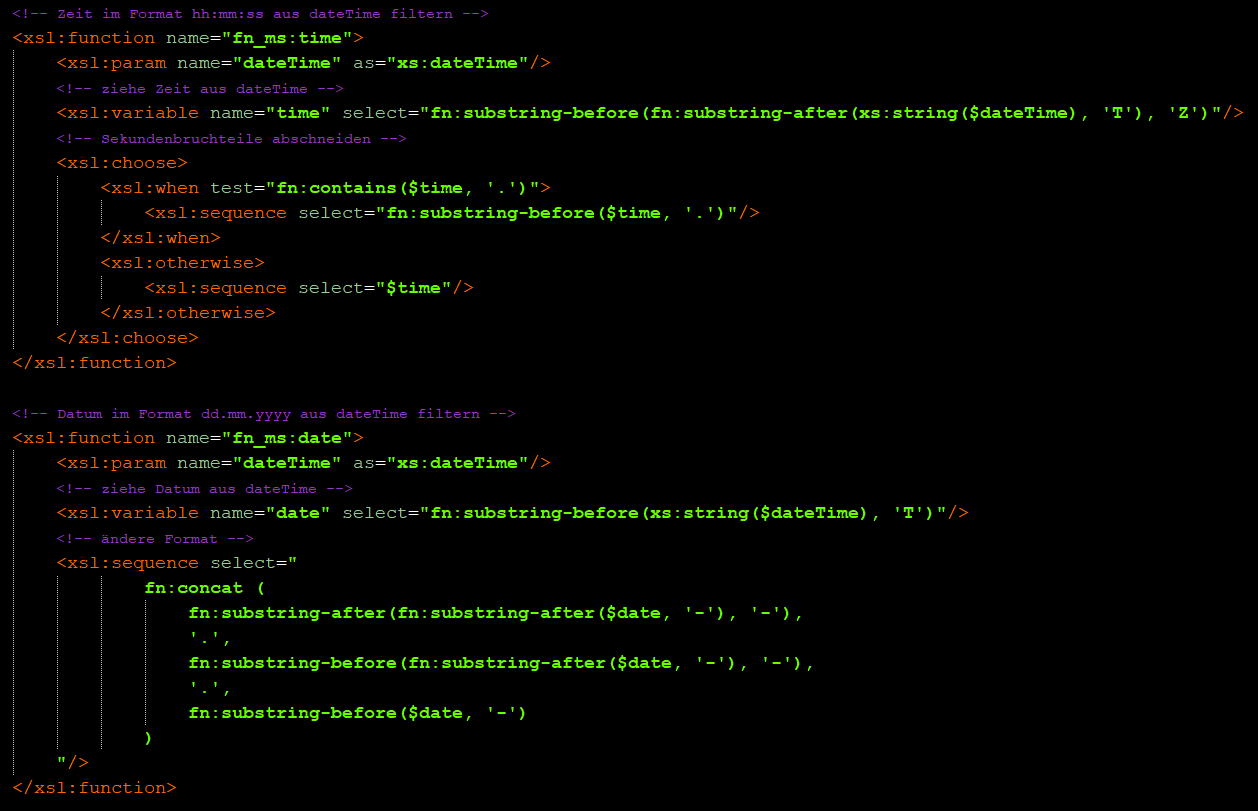 <!-- Zeit im Format hh:mm:ss aus dateTime filtern -->
<xsl:function name="fn_ms:time">
    <xsl:param name="dateTime" as="xs:dateTime"/>
    <!-- ziehe Zeit aus dateTime -->
    <xsl:variable name="time" select="fn:substring-before(fn:substring-after(xs:string($dateTime), 'T'), 'Z')"/>
    <!-- Sekundenbruchteile abschneiden -->
    <xsl:choose>
        <xsl:when test="fn:contains($time, '.')">
            <xsl:sequence select="fn:substring-before($time, '.')"/>
        </xsl:when>
        <xsl:otherwise>
            <xsl:sequence select="$time"/>
        </xsl:otherwise>
    </xsl:choose>
</xsl:function>

<!-- Datum im Format dd.mm.yyyy aus dateTime filtern -->
<xsl:function name="fn_ms:date">
    <xsl:param name="dateTime" as="xs:dateTime"/>
    <!-- ziehe Datum aus dateTime -->
    <xsl:variable name="date" select="fn:substring-before(xs:string($dateTime), 'T')"/>
    <!-- ändere Format -->
    <xsl:sequence select="
            fn:concat (
                fn:substring-after(fn:substring-after($date, '-'), '-'),
                '.',
                fn:substring-before(fn:substring-after($date, '-'), '-'),
                '.',
                fn:substring-before($date, '-')
            )
    "/>
</xsl:function>